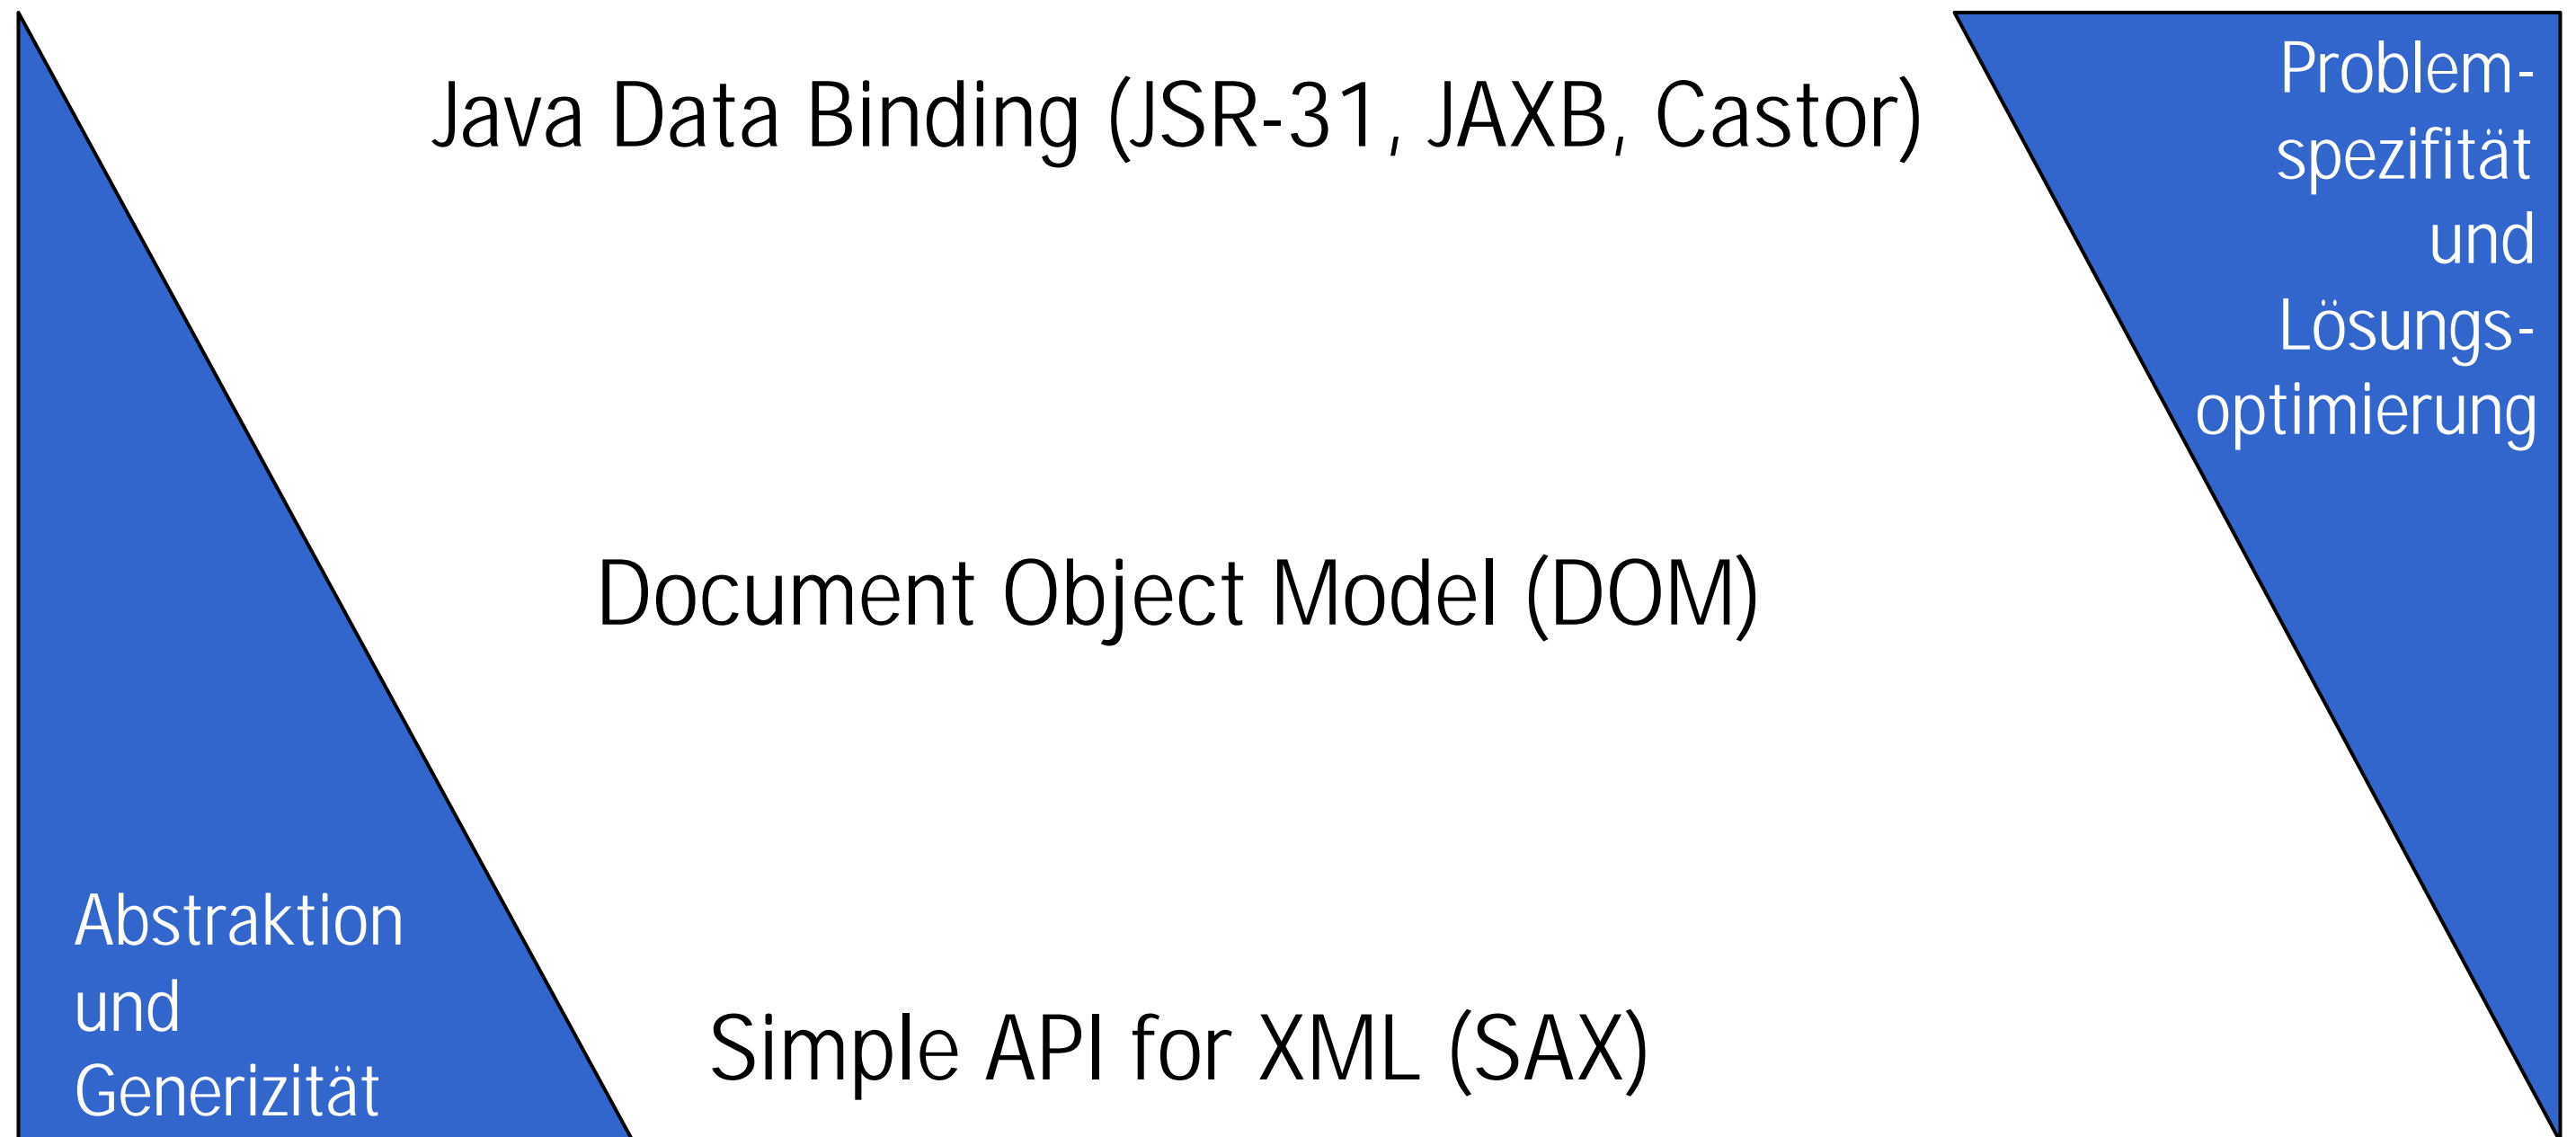 Java Data Binding (JSR-31, JAXB, Castor)
Problem-
spezifität
und
Lösungs-
optimierung
Document Object Model (DOM)
Abstraktion
und
Generizität
Simple API for XML (SAX)